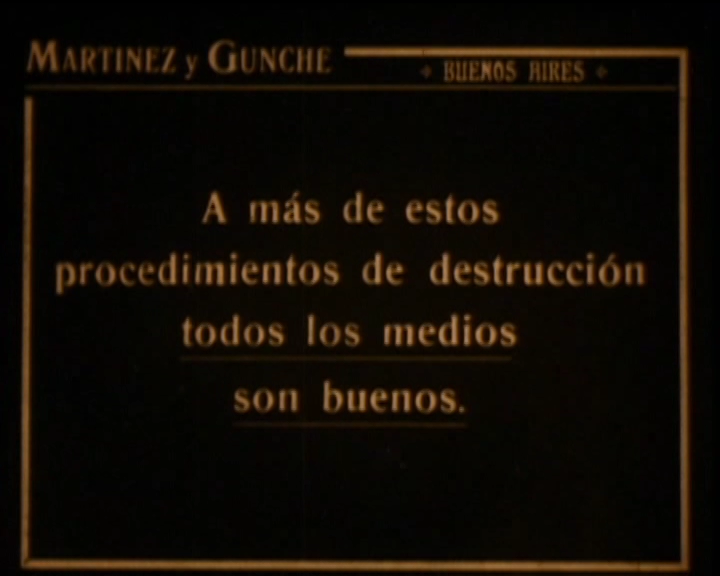 MARTINEZ y GUNCHE
BUENOS AIRES
A más de estos
procedimientos de destrucción
todos los medios
son buenos.